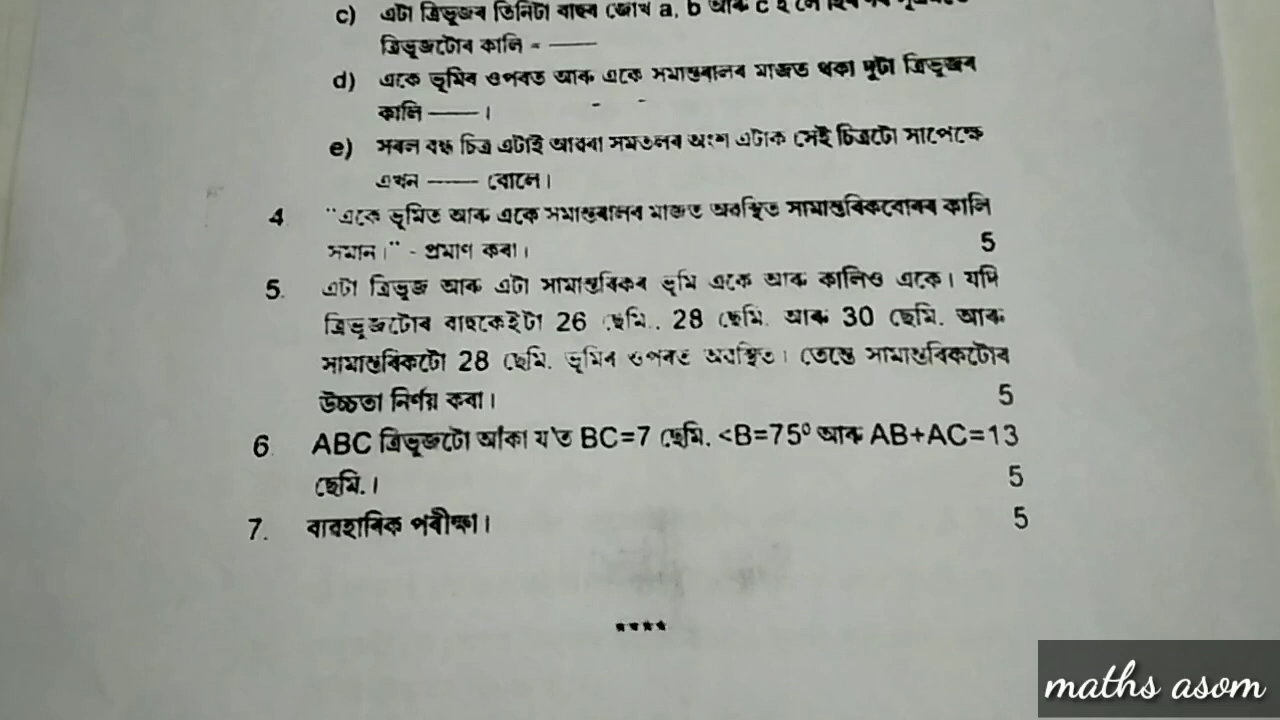 c) এটা ত্ৰিভূজৰ তিনিটা বাহুৰ জোখ a, b আৰু c হ'লে
ত্ৰিভূজটোৰ কালি = ——
d) একে ভূমিৰ ওপৰত আৰু একে সমান্তৰালৰ মাজত থকা দুটা ত্ৰিভূজৰ
কালি —— ।
e) সৰল বদ্ধ চিত্ৰ এটাই আৱৰা সমতলৰ অংশ এটাক সেই চিত্ৰটো সাপেক্ষে
এখন —— বোলে।
4 "একে ভূমিত আৰু একে সমান্তৰালৰ মাজত অৱস্থিত সামান্তৰিকবোৰৰ কালি
সমান।" - প্ৰমাণ কৰা। 5
5. এটা ত্ৰিভূজ আৰু এটা সামান্তৰিকৰ ভূমি একে আৰু কালিও একে। যদি
ত্ৰিভূজটোৰ বাহুকেইটা 26 ছেমি., 28 ছেমি. আৰু 30 ছেমি. আৰু
সামান্তৰিকটো 28 ছেমি. ভূমিৰ ওপৰত অৱস্থিত। তেন্তে সামান্তৰিকটোৰ
উচ্চতা নিৰ্ণয় কৰা। 5
6 ABC ত্ৰিভূজটো আঁকা য'ত BC=7 ছেমি. <B=75⁰ আৰু AB+AC=13
ছেমি.। 5
7. ব্যৱহাৰিক পৰীক্ষা। 5
****
maths asom